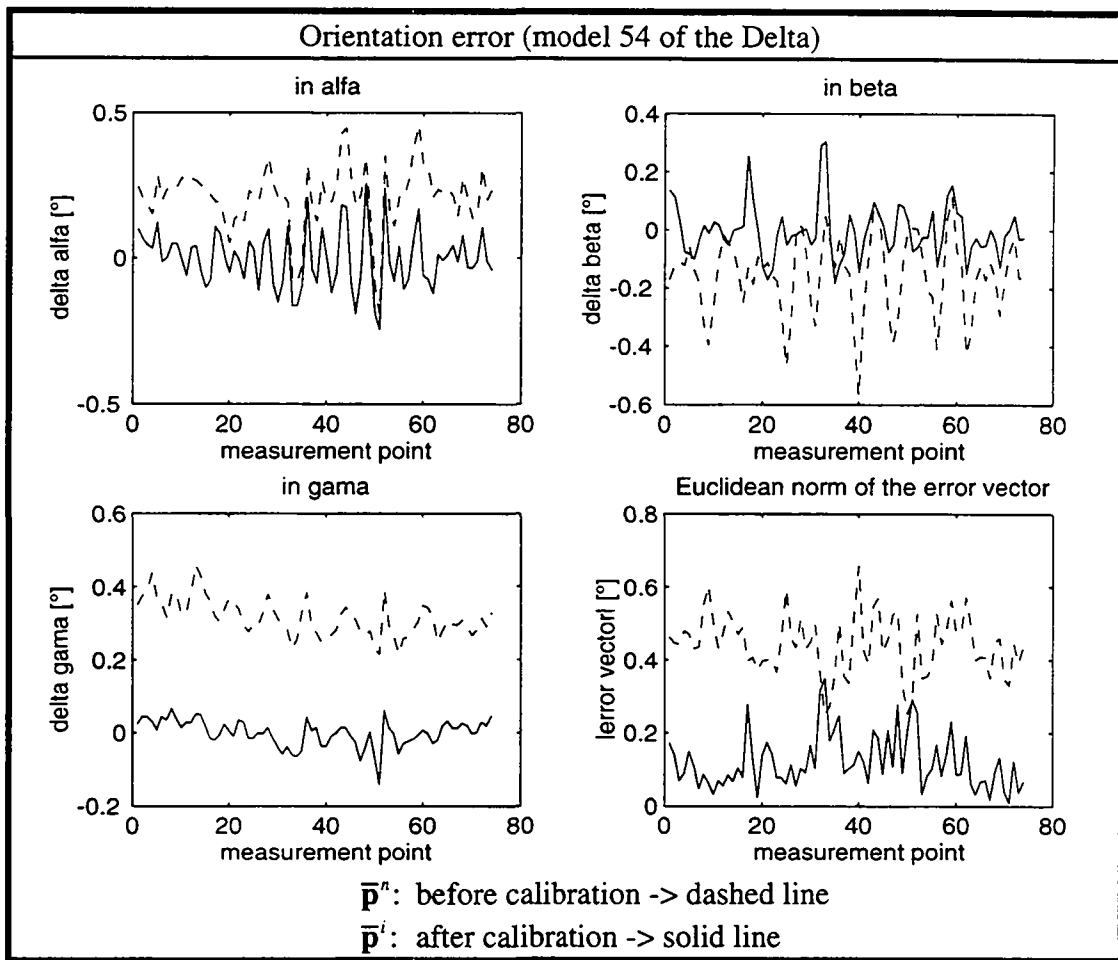 Orientation error (model 54 of the Delta)
in alfa
0.5
0
-0.5
delta alfa [°]
0 20 40 60 80
measurement point
in beta
0.4
0.2
0
-0.2
-0.4
-0.6
delta beta [°]
0 20 40 60 80
measurement point
in gama
0.6
0.4
0.2
0
-0.2
delta gama [°]
0 20 40 60 80
measurement point
Euclidean norm of the error vector
0.8
0.6
0.4
0.2
0
|error vector| [°]
0 20 40 60 80
measurement point
p̅ⁿ: before calibration -> dashed line
p̅ⁱ: after calibration -> solid line